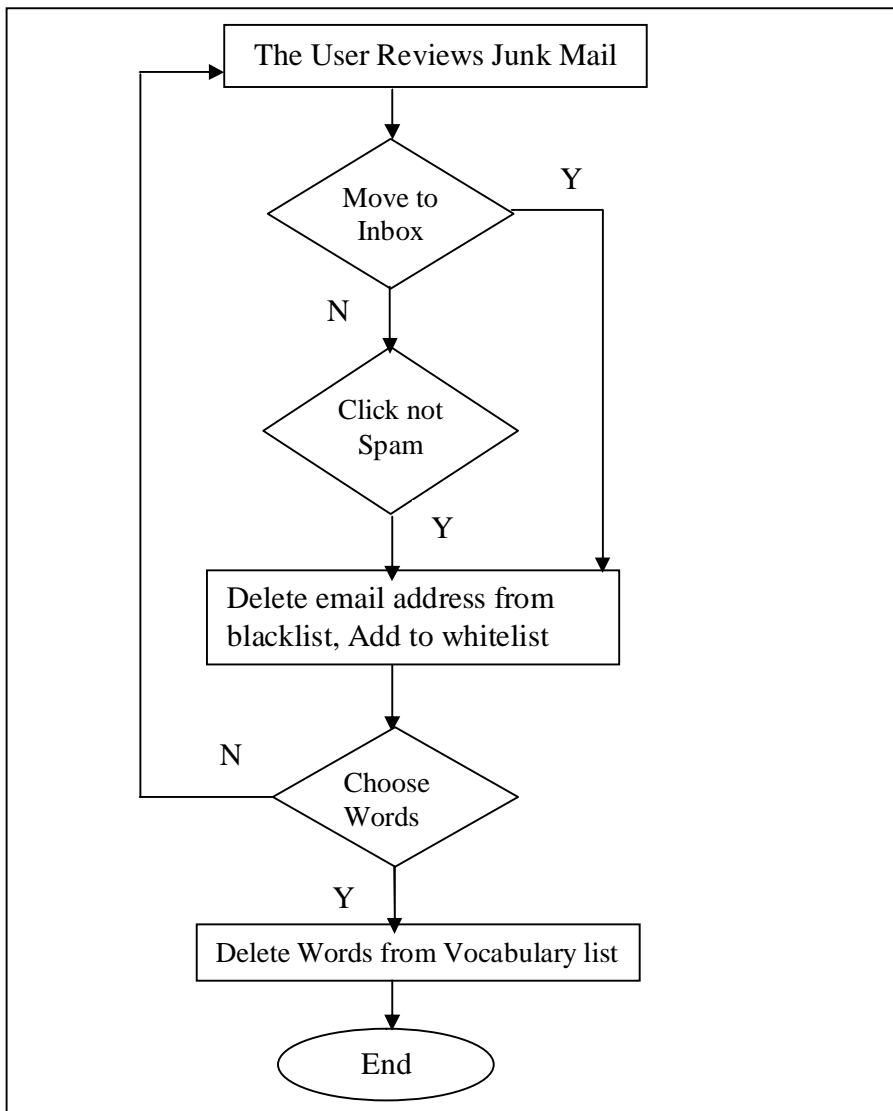 The User Reviews Junk Mail
Y
Move to
Inbox
N
Click not
Spam
Y
Delete email address from
blacklist, Add to whitelist
N
Choose
Words
Y
Delete Words from Vocabulary list
End